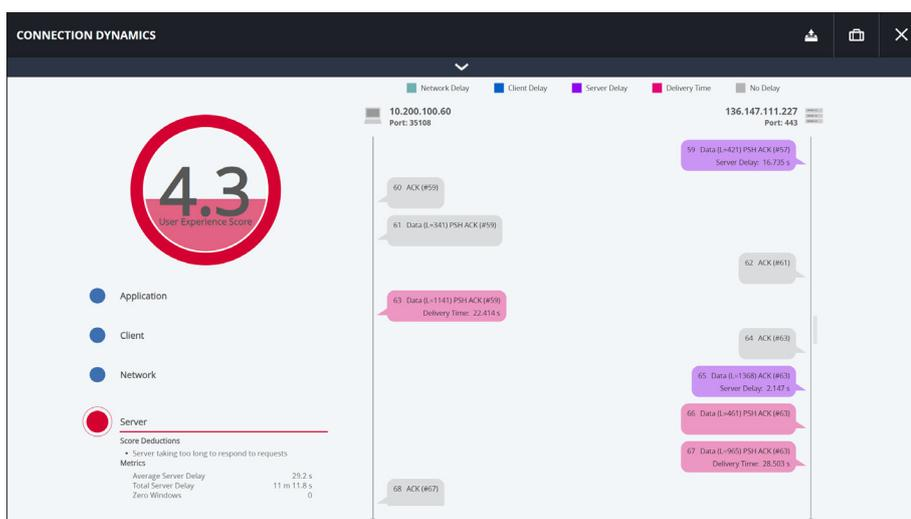 CONNECTION DYNAMICS
Network Delay Client Delay Server Delay Delivery Time No Delay
10.200.100.60
Port: 35108
136.147.111.227
Port: 443
59 Data (L=421) PSH ACK (#57)
Server Delay: 16.735 s
60 ACK (#59)
61 Data (L=341) PSH ACK (#59)
62 ACK (#61)
63 Data (L=1141) PSH ACK (#59)
Delivery Time: 22.414 s
64 ACK (#63)
65 Data (L=1368) ACK (#63)
Server Delay: 2.147 s
66 Data (L=461) PSH ACK (#63)
67 Data (L=965) PSH ACK (#63)
Delivery Time: 28.503 s
68 ACK (#67)
4.3
User Experience Score
Application
Client
Network
Server
Score Deductions
• Server taking too long to respond to requests
Metrics
Average Server Delay 29.2 s
Total Server Delay 11 m 11.8 s
Zero Windows 0